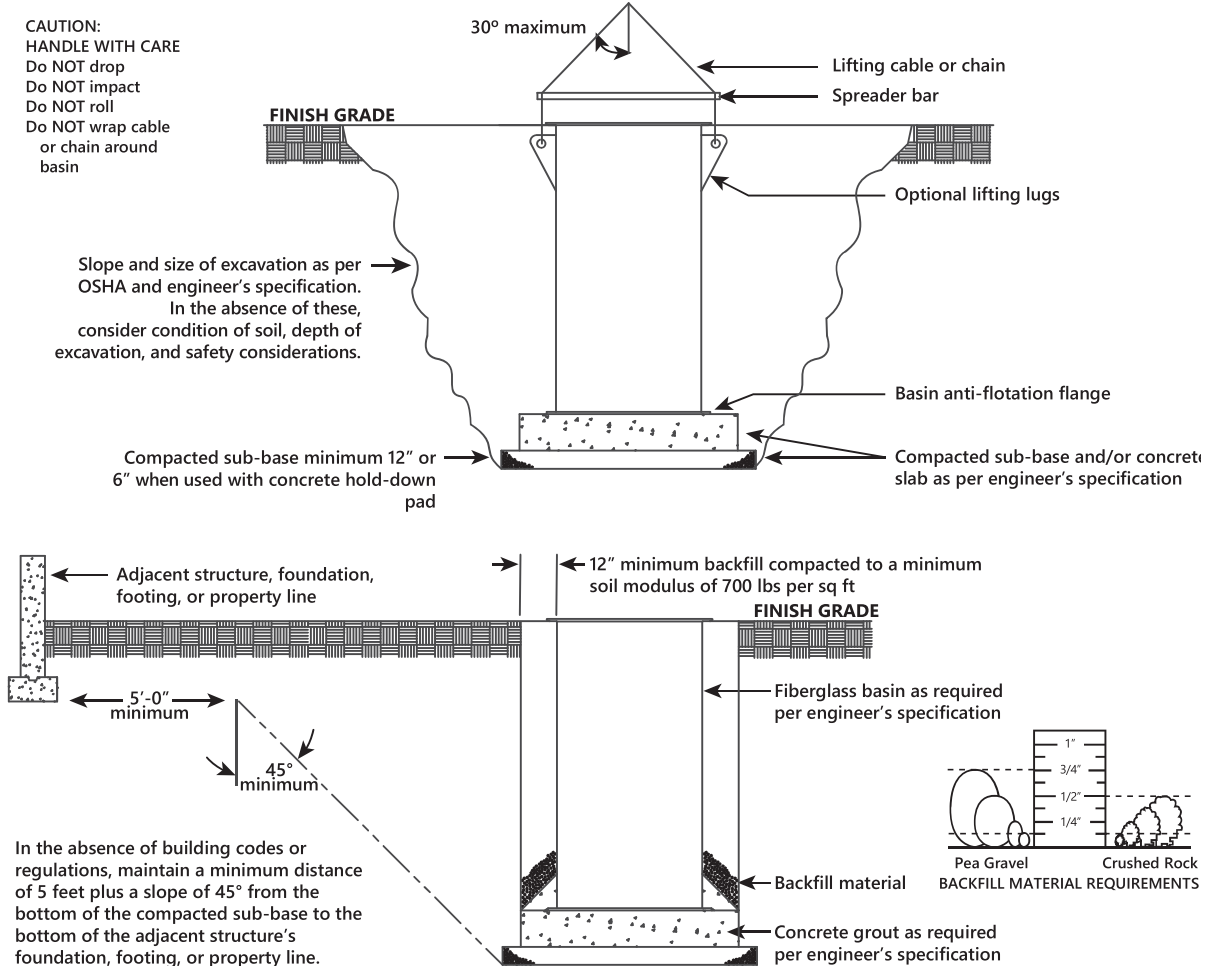 CAUTION:
HANDLE WITH CARE
Do NOT drop
Do NOT impact
Do NOT roll
Do NOT wrap cable
or chain around
basin
30º maximum
Lifting cable or chain
Spreader bar
FINISH GRADE
Optional lifting lugs
Slope and size of excavation as per
OSHA and engineer's specification.
In the absence of these,
consider condition of soil, depth of
excavation, and safety considerations.
Basin anti-flotation flange
Compacted sub-base minimum 12” or
6” when used with concrete hold-down
pad
Compacted sub-base and/or concrete
slab as per engineer's specification
Adjacent structure, foundation,
footing, or property line
12” minimum backfill compacted to a minimum
soil modulus of 700 lbs per sq ft
FINISH GRADE
5’-0”
minimum
Fiberglass basin as required
per engineer's specification
45°
minimum
1”
3/4”
1/2”
1/4”
Pea Gravel
Crushed Rock
BACKFILL MATERIAL REQUIREMENTS
In the absence of building codes or
regulations, maintain a minimum distance
of 5 feet plus a slope of 45° from the
bottom of the compacted sub-base to the
bottom of the adjacent structure's
foundation, footing, or property line.
Backfill material
Concrete grout as required
per engineer's specification